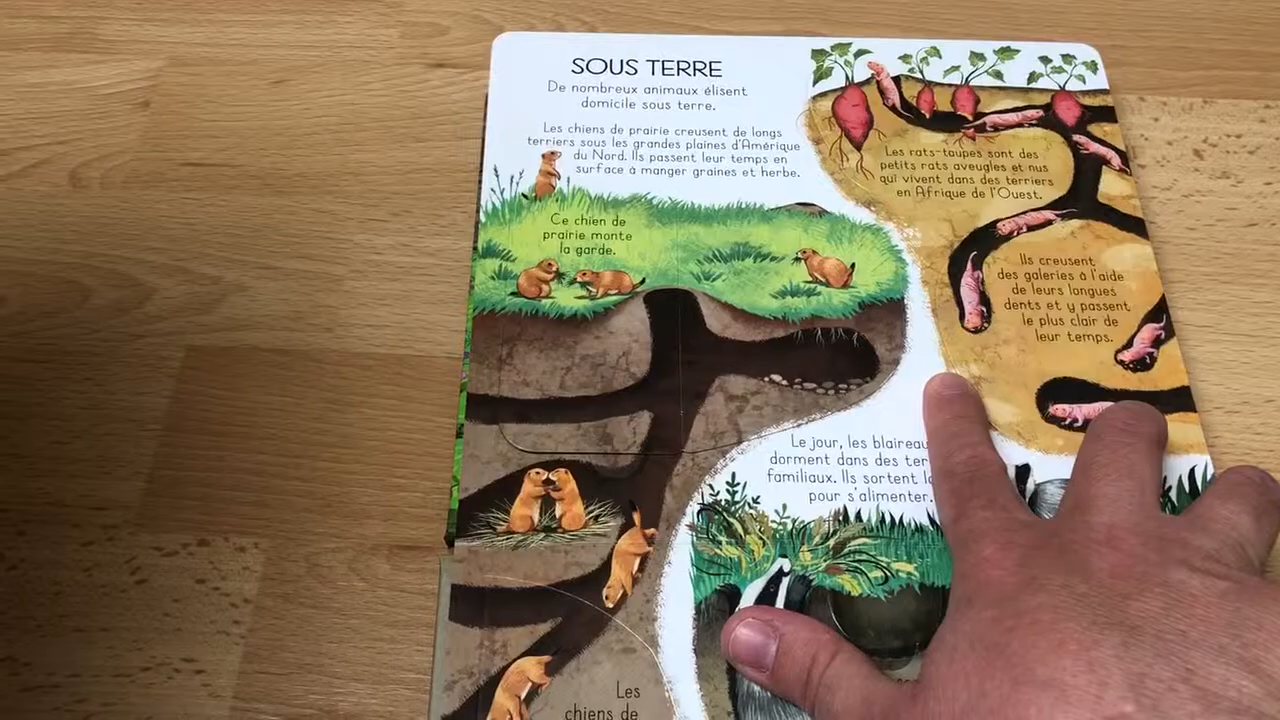 SOUS TERRE
De nombreux animaux élisent
domicile sous terre.
Les chiens de prairie creusent de longs
terriers sous les grandes plaines d'Amérique
du Nord. Ils passent leur temps en
surface à manger graines et herbe.
Ce chien de
prairie monte
la garde.
Les rats-taupes sont des
petits rats aveugles et nus
qui vivent dans des terriers
en Afrique de l'Ouest.
Ils creusent
des galeries à l'aide
de leurs longues
dents et y passent
le plus clair de
leur temps.
Le jour, les
dorment dans des
familiaux. Ils sortent
pour s'alimenter.
Les
chiens de